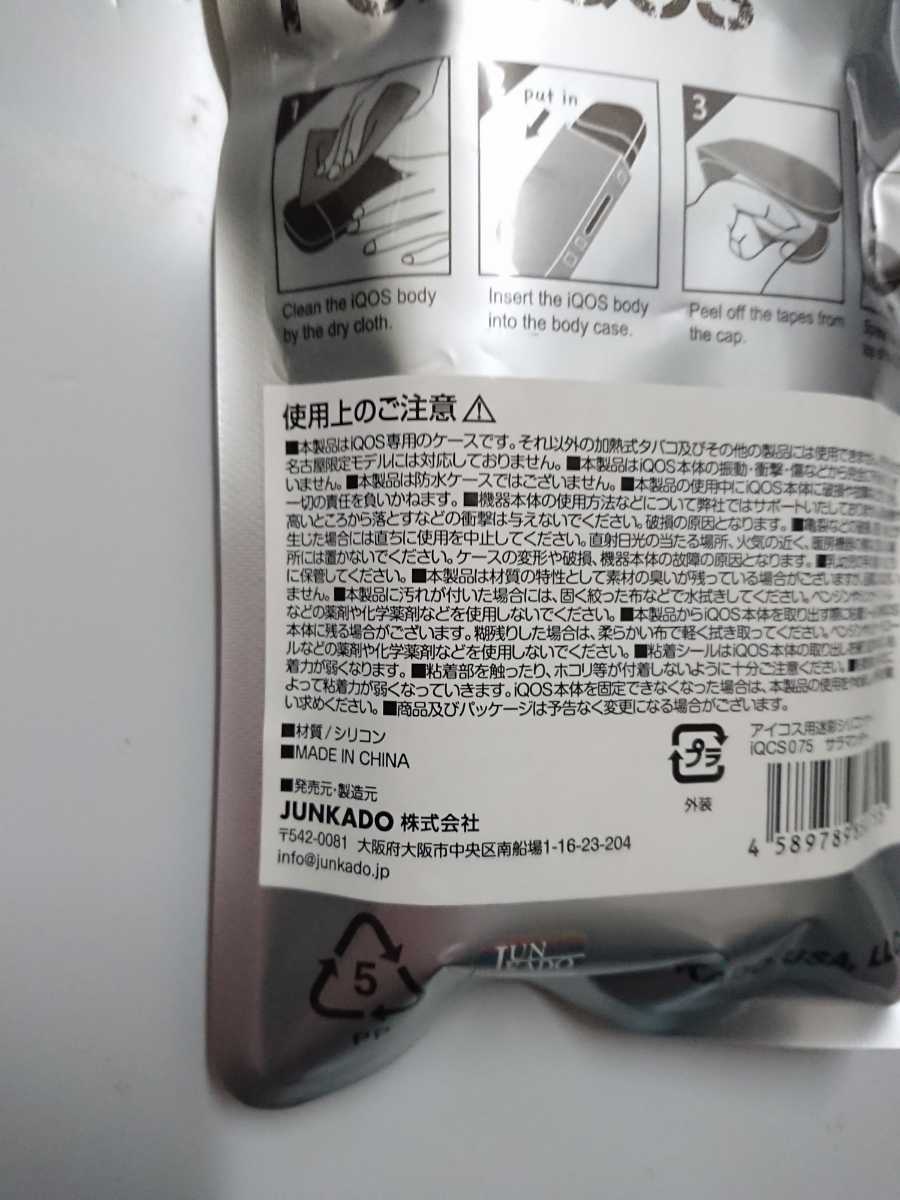 1
put in
3
Clean the iQOS body
by the dry cloth.
Insert the iQOS body
into the body case.
Peel off the tapes from
the cap.
使用上のご注意
■本製品はiQOS専用のケースです。それ以外の加熱式タバコ及びその他の製品には使用できません
名古屋限定モデルには対応しておりません。■本製品はiQOS本体の振動・衝撃・傷などから
いません。■本製品は防水ケースではございません。■本製品の使用中にiQOS本体に破損や
一切の責任を負いかねます。■機器本体の使用方法などについて弊社ではサポートいたしておりません
高いところから落とすなどの衝撃は与えないでください。破損の原因となります。■亀裂などの
生じた場合には直ちに使用を中止してください。直射日光の当たる場所、火気の近く、暖房機器の
所には置かないでください。ケースの変形や破損、機器本体の故障の原因となります。
に保管してください。■本製品は材質の特性として素材の臭いが残っている場合がございますが、
ません。■本製品に汚れが付いた場合には、固く絞った布などで水拭きしてください。ベンジンや
などの薬剤や化学薬剤などを使用しないでください。■本製品からiQOS本体を取り出す際に
本体に残る場合がございます。糊残りした場合は、柔らかい布で軽く拭き取ってください。ベンジン
ルなどの薬剤や化学薬剤などを使用しないでください。■粘着シールはiQOS本体の取り出しを
着力が弱くなります。■粘着部を触ったり、ホコリ等が付着しないように十分ご注意ください。
よって粘着力が弱くなっていきます。iQOS本体を固定できなくなった場合は、本製品の使用を
い求めください。■商品及びパッケージは予告なく変更になる場合がございます。
■材質/シリコン
■MADE IN CHINA
■発売元・製造元
JUNKADO 株式会社
〒542-0081 大阪府大阪市中央区南船場1-16-23-204
info@junkado.jp
プラ
外装
アイコス用迷彩シリコン
iQCS075 サラマンダー
4 589789
5
PP
JUN
KADO
USA, LL